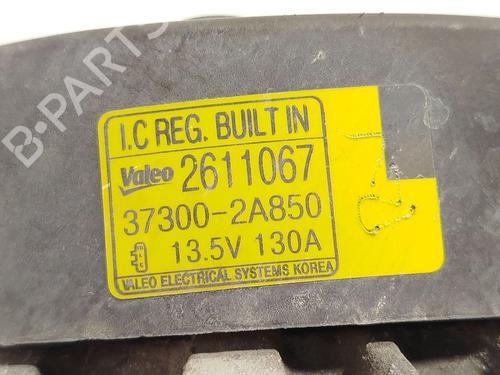 B-PARTS
I.C REG. BUILT IN
Valeo 2611067
37300-2A850
13.5V 130A
VALEO ELECTRICAL SYSTEMS KOREA